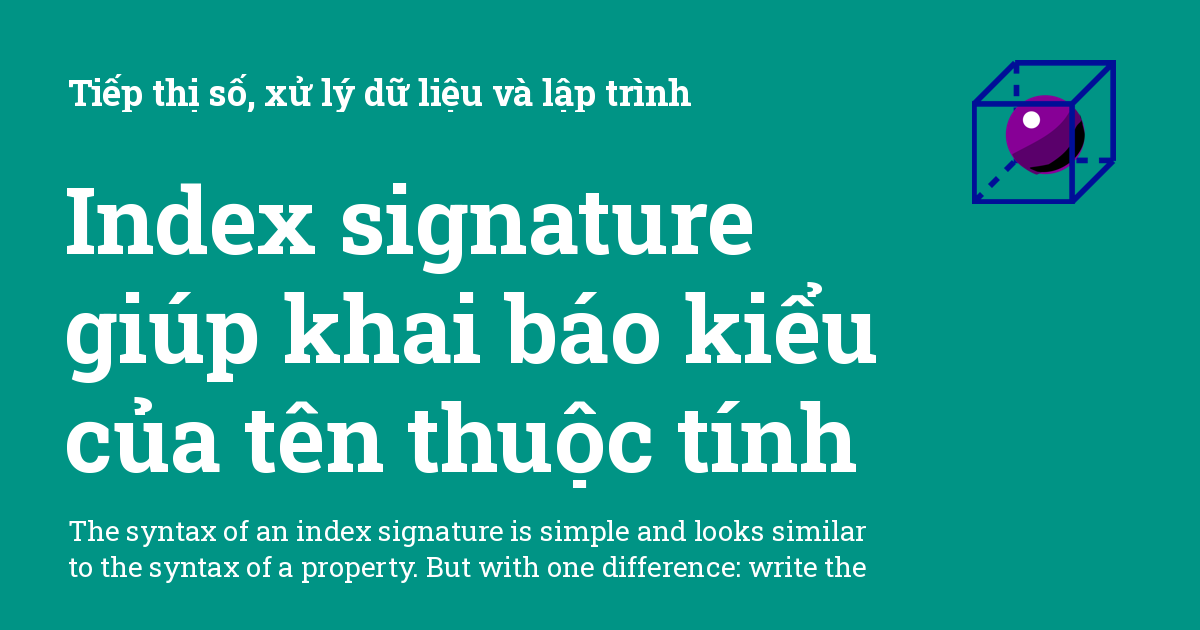 Tiếp thị số, xử lý dữ liệu và lập trình
Index signature
giúp khai báo kiểu
của tên thuộc tính
The syntax of an index signature is simple and looks similar
to the syntax of a property. But with one difference: write the